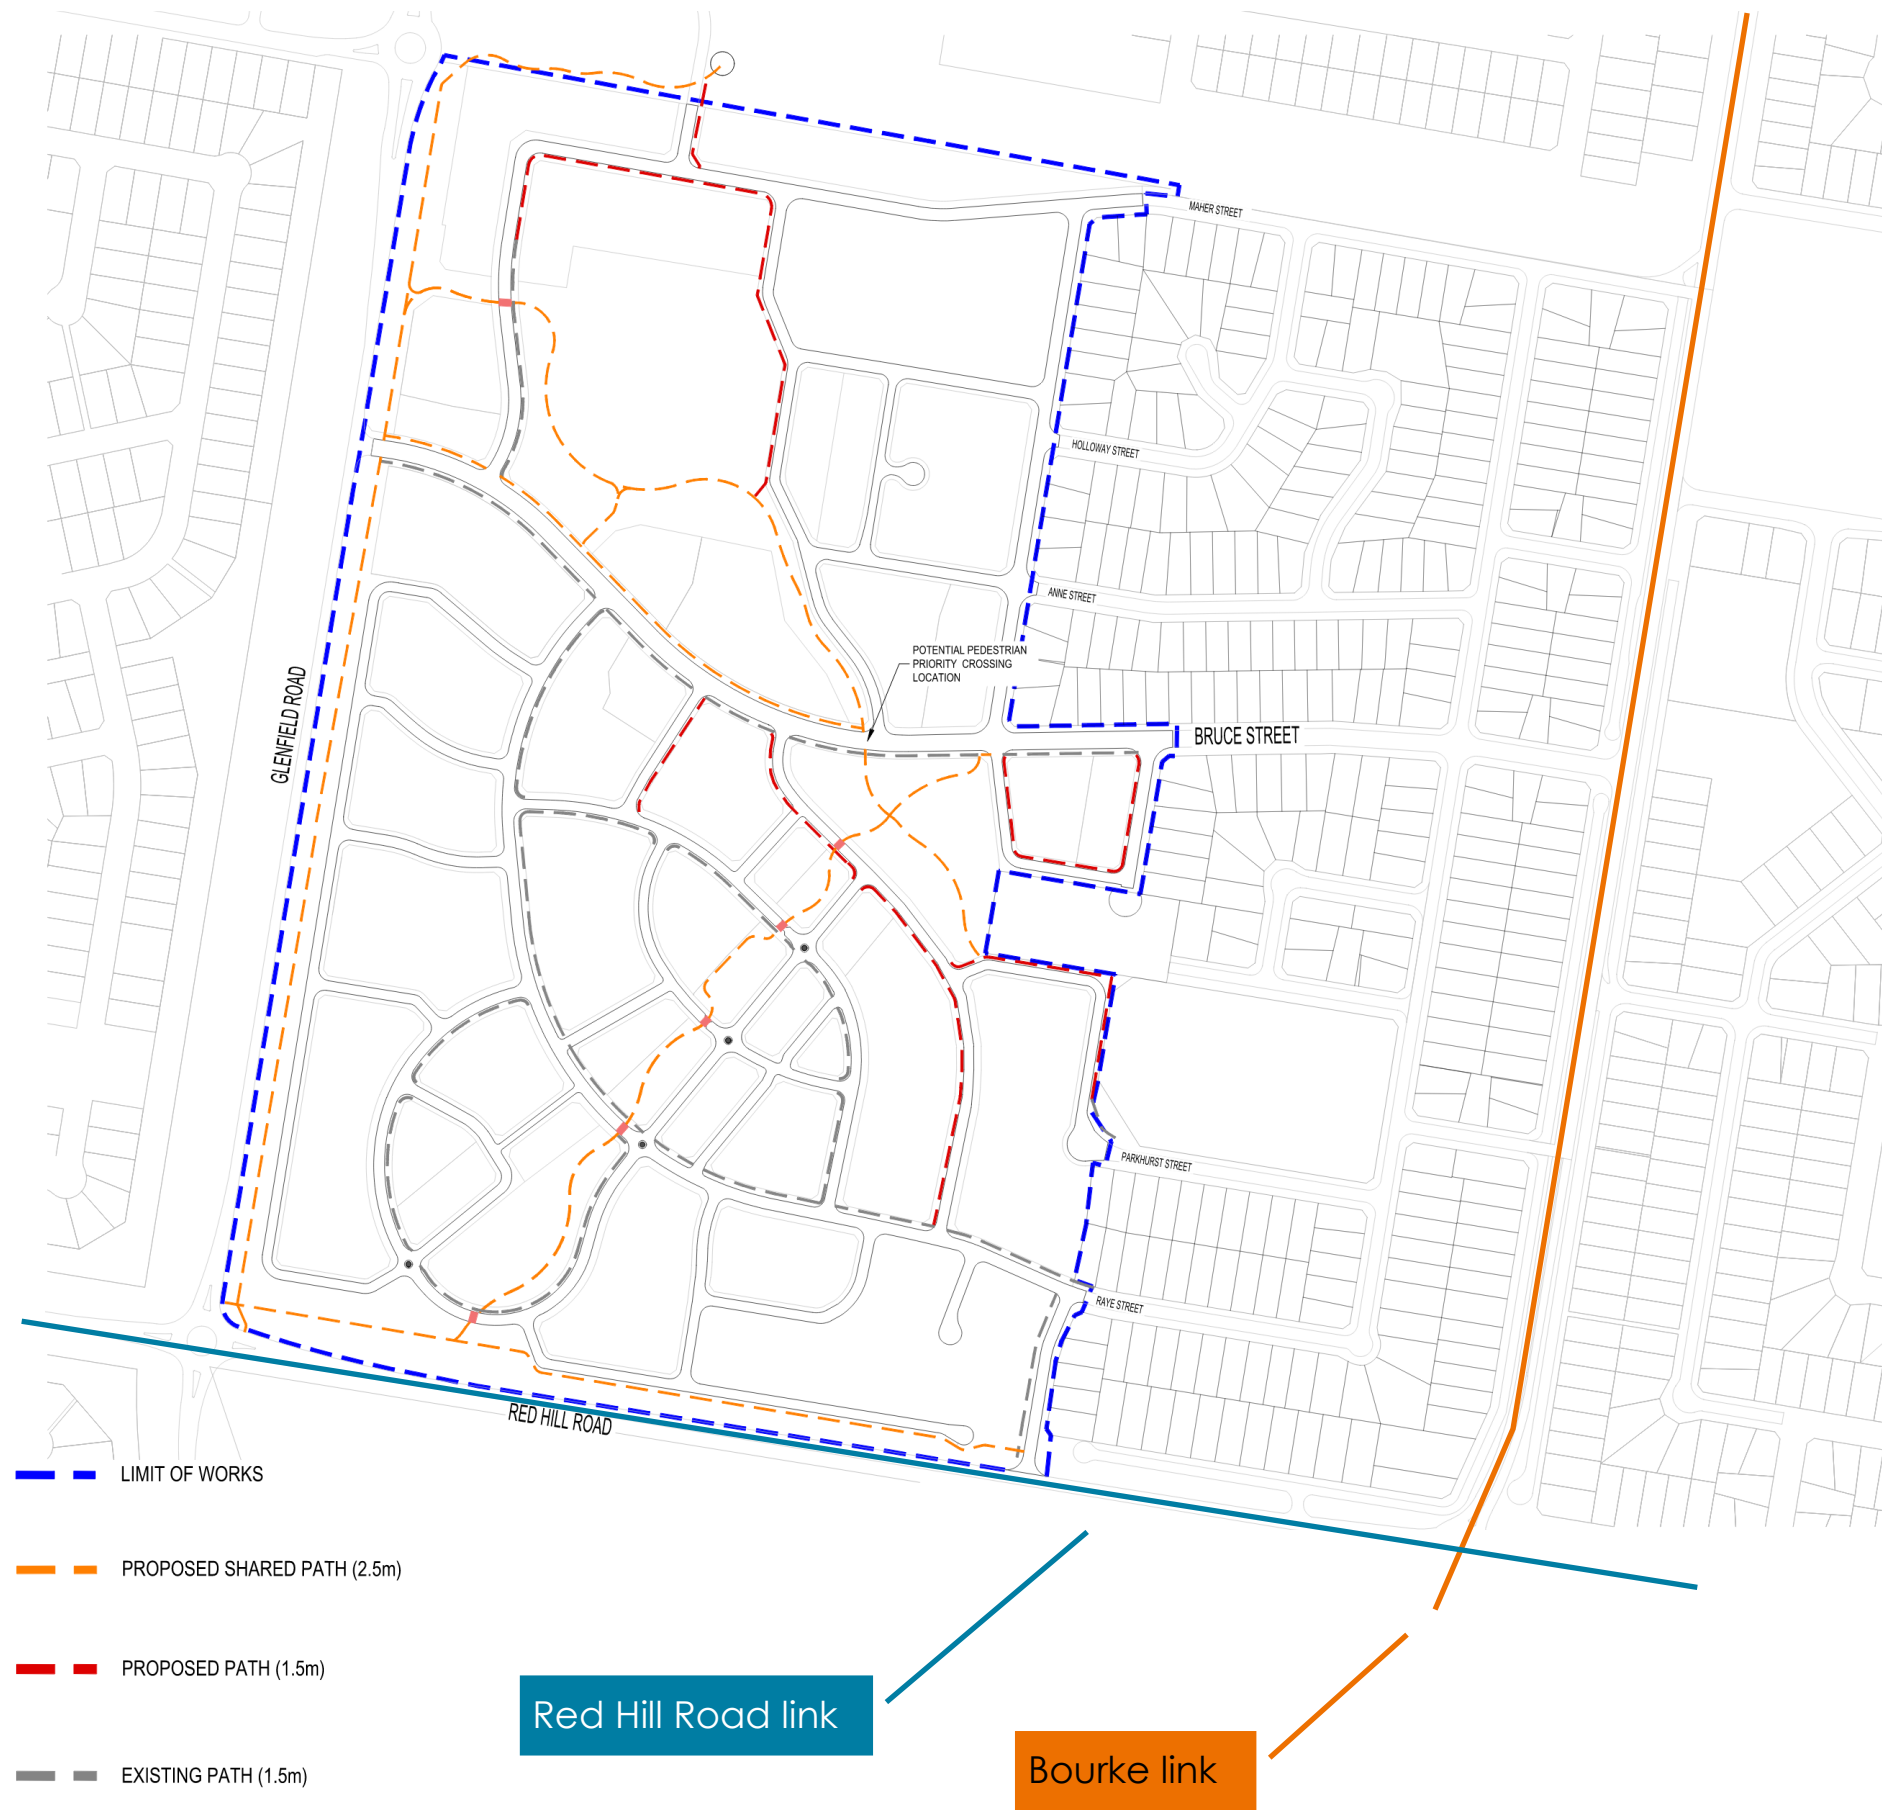 MAHER STREET
HOLLOWAY STREET
ANNE STREET
POTENTIAL PEDESTRIAN
PRIORITY CROSSING
LOCATION
GLENFIELD ROAD
BRUCE STREET
PARKHURST STREET
RAYE STREET
RED HILL ROAD
LIMIT OF WORKS
PROPOSED SHARED PATH (2.5m)
PROPOSED PATH (1.5m)
Red Hill Road link
Bourke link
EXISTING PATH (1.5m)